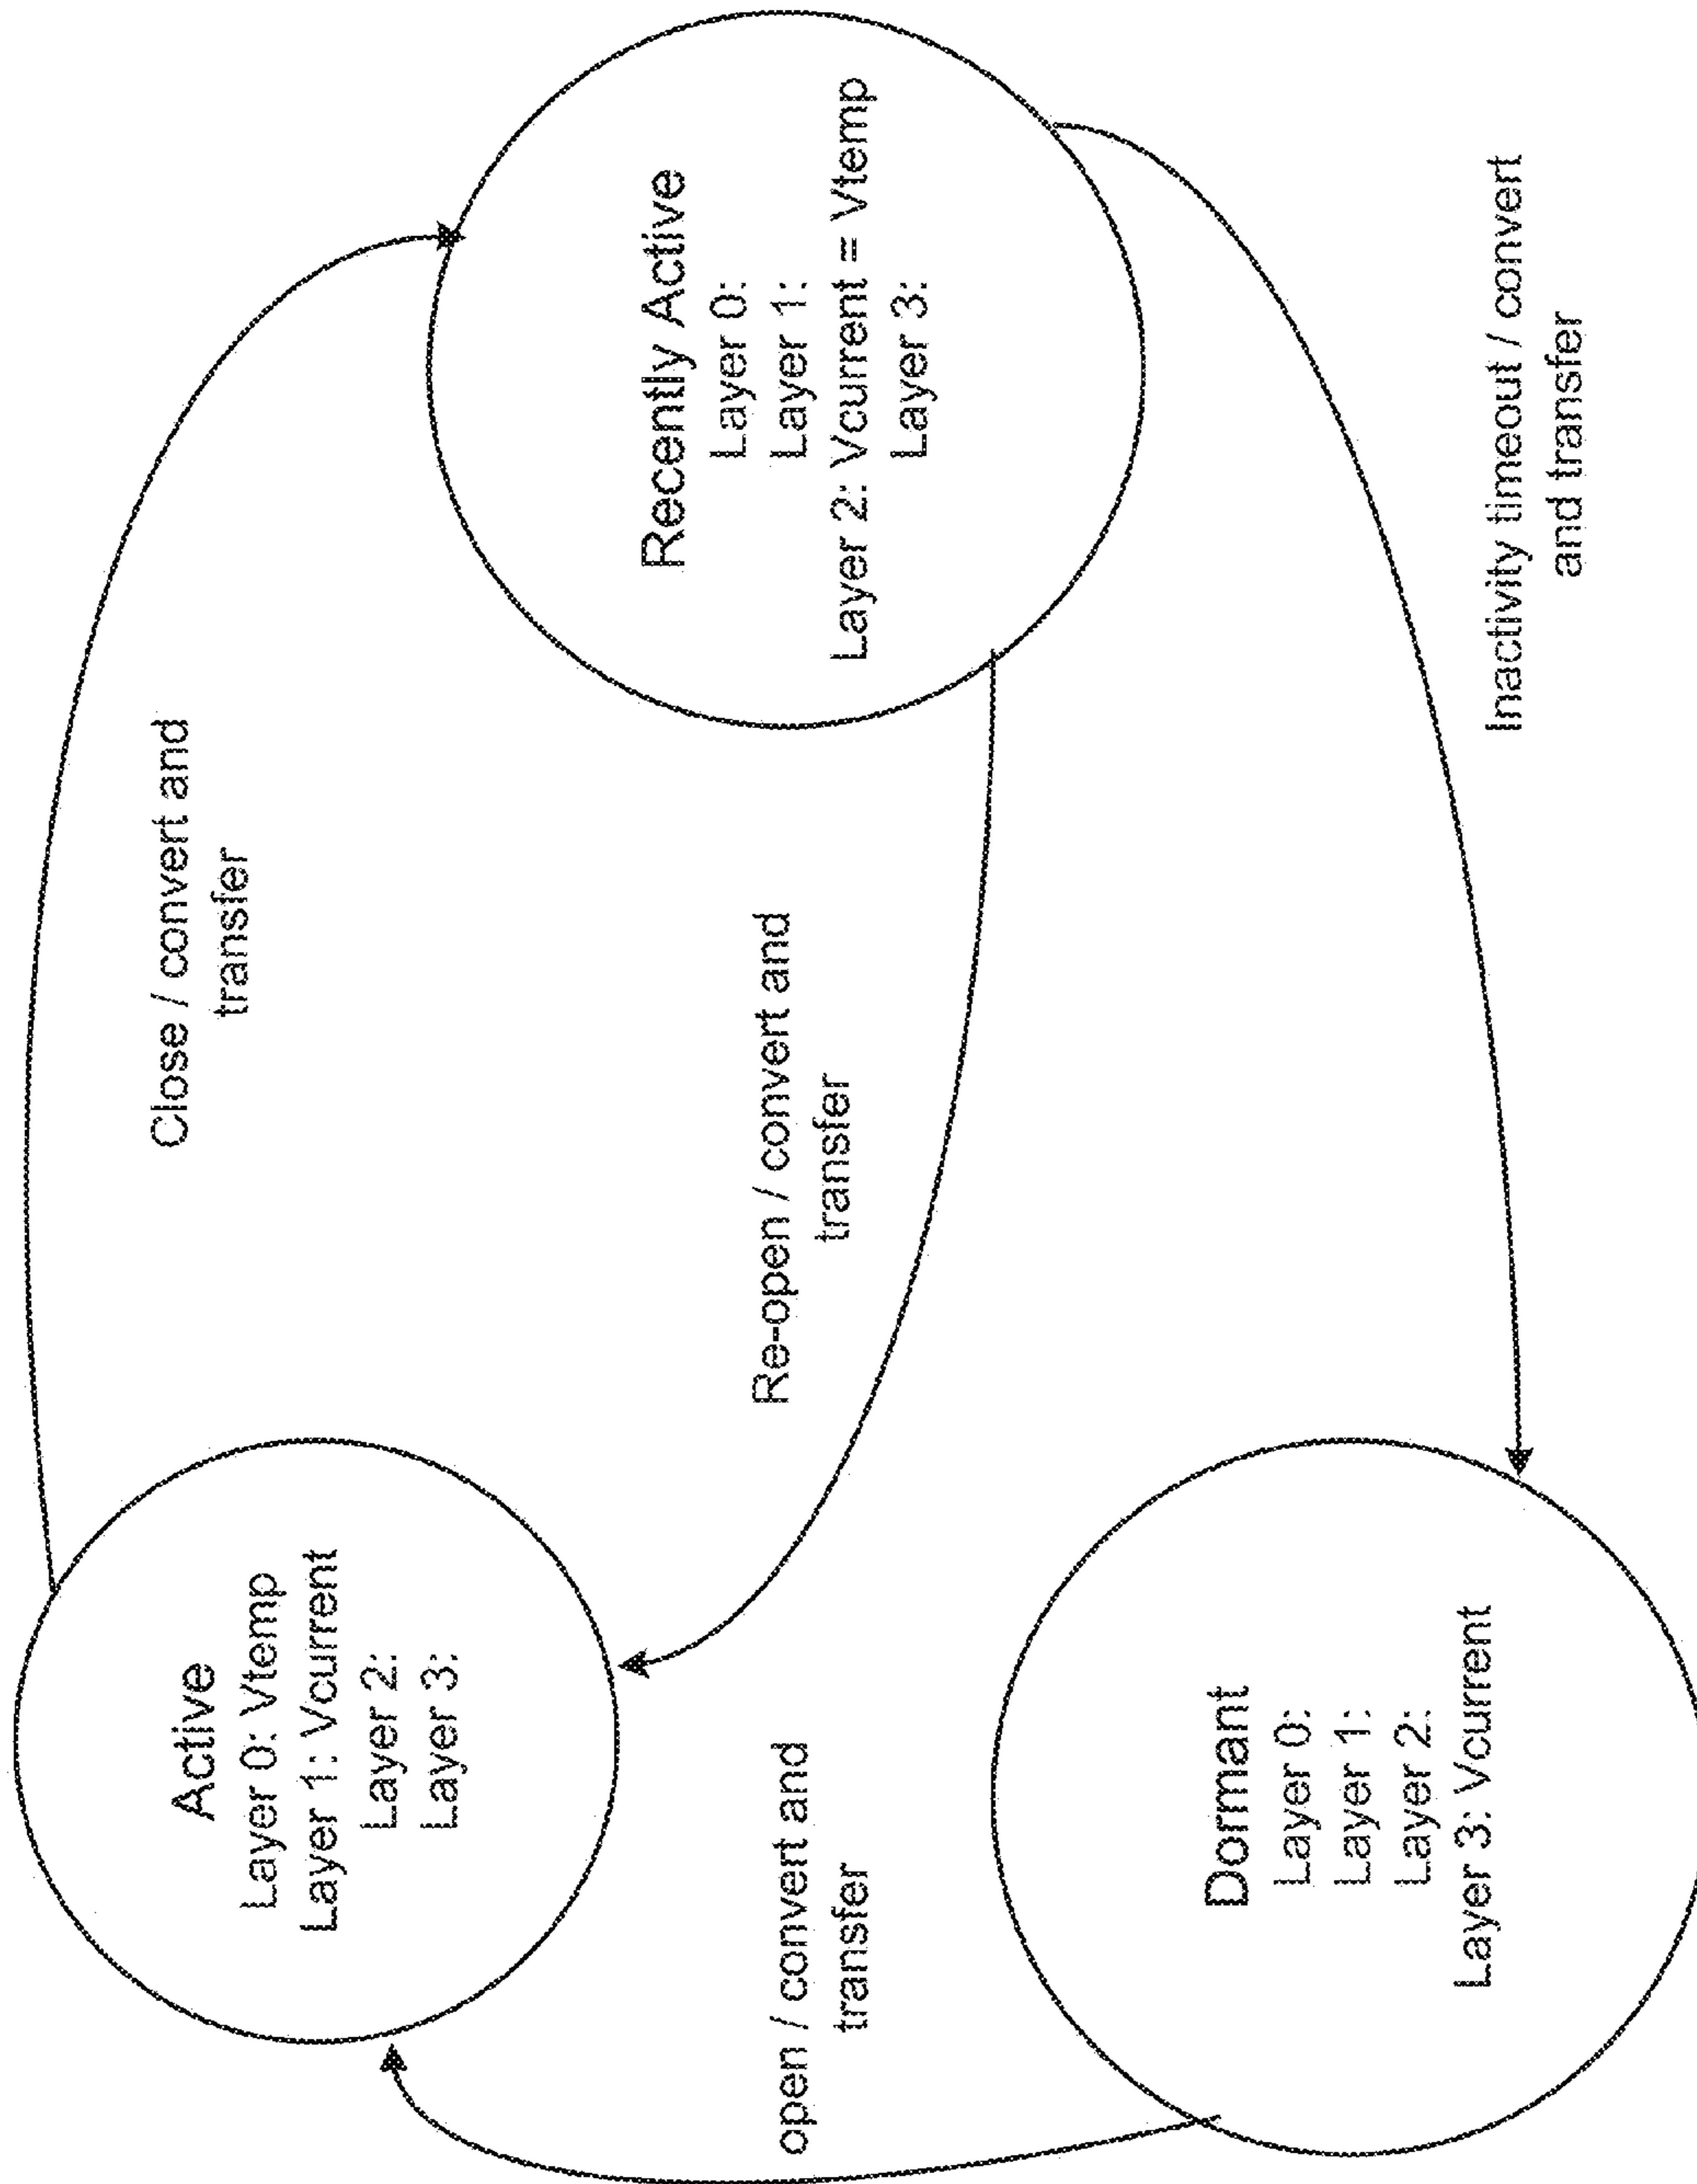 Active
Layer 0: Vtemp
Layer 1: Vcurrent
Layer 2:
Layer 3:
Close / convert and
transfer
Recently Active
Layer 0:
Layer 1:
Layer 2: Vcurrent = Vtemp
Layer 3:
Re-open / convert and
transfer
open / convert and
transfer
Dormant
Layer 0:
Layer 1:
Layer 2:
Layer 3: Vcurrent
Inactivity timeout / convert
and transfer